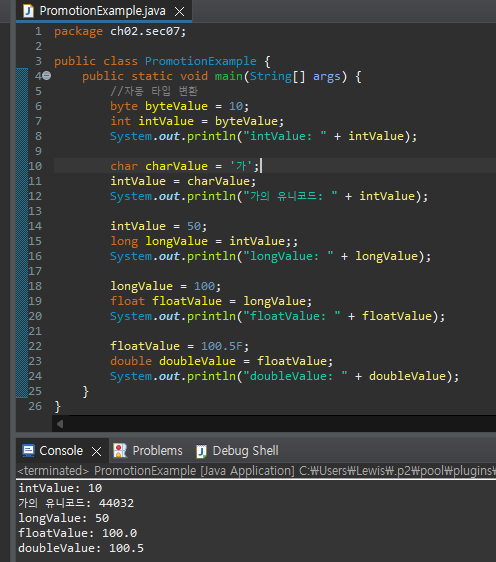 PromotionExample.java
1 package ch02.sec07;
2
3 public class PromotionExample {
4 public static void main(String[] args) {
5 //자동 타입 변환
6 byte byteValue = 10;
7 int intValue = byteValue;
8 System.out.println("intValue: " + intValue);
9
10 char charValue = '가';
11 intValue = charValue;
12 System.out.println("가의 유니코드: " + intValue);
13
14 intValue = 50;
15 long longValue = intValue;;
16 System.out.println("longValue: " + longValue);
17
18 longValue = 100;
19 float floatValue = longValue;
20 System.out.println("floatValue: " + floatValue);
21
22 floatValue = 100.5F;
23 double doubleValue = floatValue;
24 System.out.println("doubleValue: " + doubleValue);
25 }
26 }
Console Problems Debug Shell
<terminated> PromotionExample [Java Application] C:₩Users₩Lewis₩.p2₩pool₩plugins₩
intValue: 10
가의 유니코드: 44032
longValue: 50
floatValue: 100.0
doubleValue: 100.5